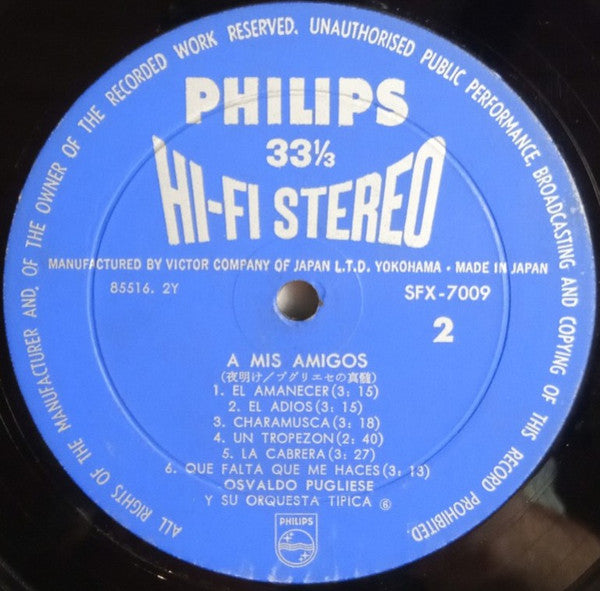 ALL RIGHTS OF THE MANUFACTURER AND. OF THE OWNER OF THE RECORDED WORK RESERVED. UNAUTHORISED PUBLIC PERFORMANCE, BROADCASTING AND COPYING OF THIS RECORD PROHIBITED.
PHILIPS
33⅓
HI-FI STEREO
MANUFACTURED BY VICTOR COMPANY OF JAPAN L.T.D. YOKOHAMA • MADE IN JAPAN
85516. 2Y
SFX-7009
2
A MIS AMIGOS
(夜明け/プグリエセの真髄)
1. EL AMANECER(3: 15)
2. EL ADIOS(3: 15)
3. CHARAMUSCA(3: 18)
4. UN TROPEZON(2: 40)
5. LA CABRERA(3: 27)
6. QUE FALTA QUE ME HACES(3: 13)
OSVALDO PUGLIESE
Y SU ORQUESTA TIPICA ⑥
PHILIPS